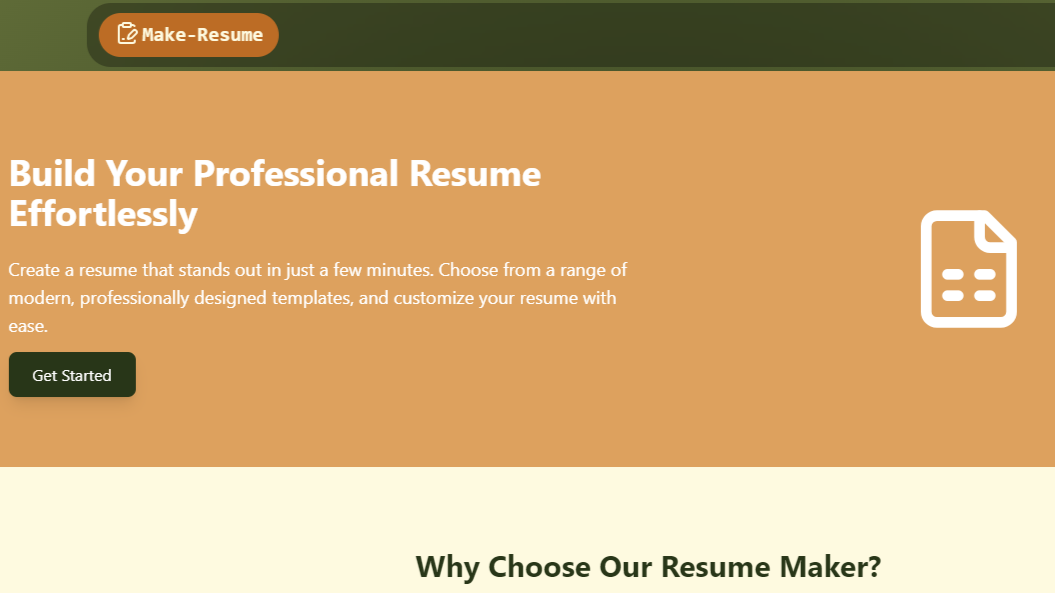 Make-Resume
Build Your Professional Resume
Effortlessly
Create a resume that stands out in just a few minutes. Choose from a range of
modern, professionally designed templates, and customize your resume with
ease.
Get Started
Why Choose Our Resume Maker?